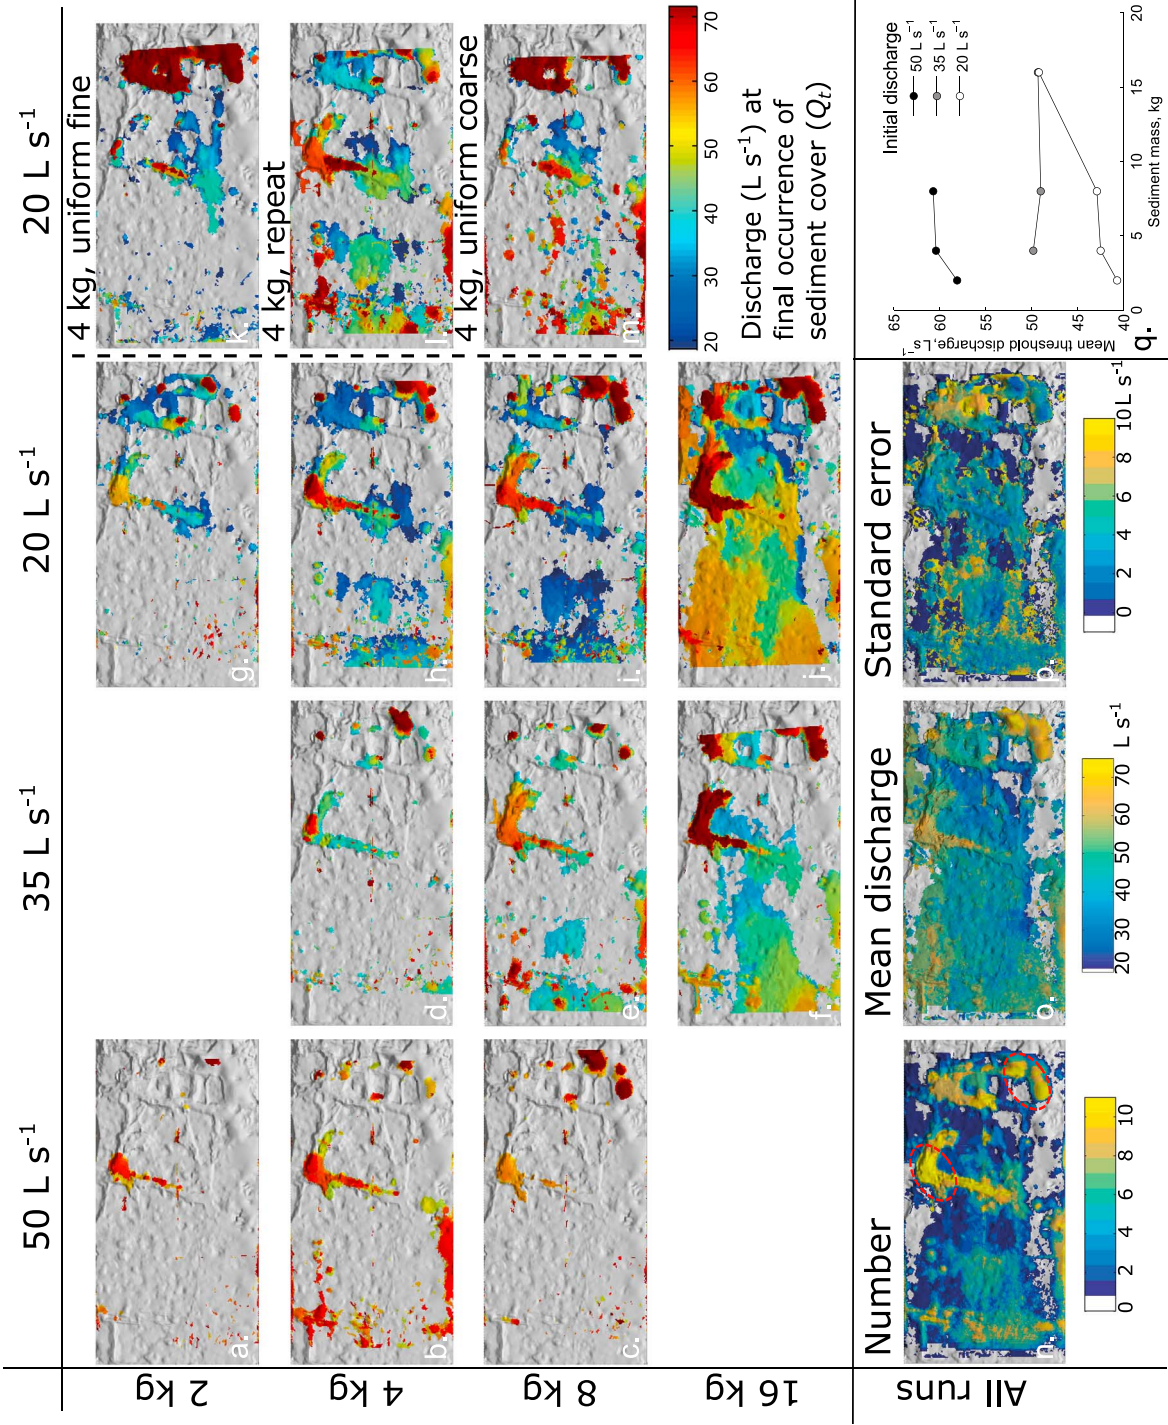 50 L s⁻¹
35 L s⁻¹
20 L s⁻¹
20 L s⁻¹
2 kg
a.
g.
4 kg, uniform fine
k.
4 kg
b.
d.
h.
4 kg, repeat
l.
8 kg
c.
e.
i.
4 kg, uniform coarse
m.
16 kg
f.
j.
20 30 40 50 60 70
Discharge (L s⁻¹) at
final occurrence of
sediment cover (Qt)
All runs
Number
n.
0 2 4 6 8 10
Mean discharge
o.
20 30 40 50 60 70 L s⁻¹
Standard error
p.
0 2 4 6 8 10 L s⁻¹
q.
Mean threshold discharge, L s⁻¹
65
60
55
50
45
40
0 5 10 15 20
Sediment mass, kg
Initial discharge
50 L s⁻¹
35 L s⁻¹
20 L s⁻¹